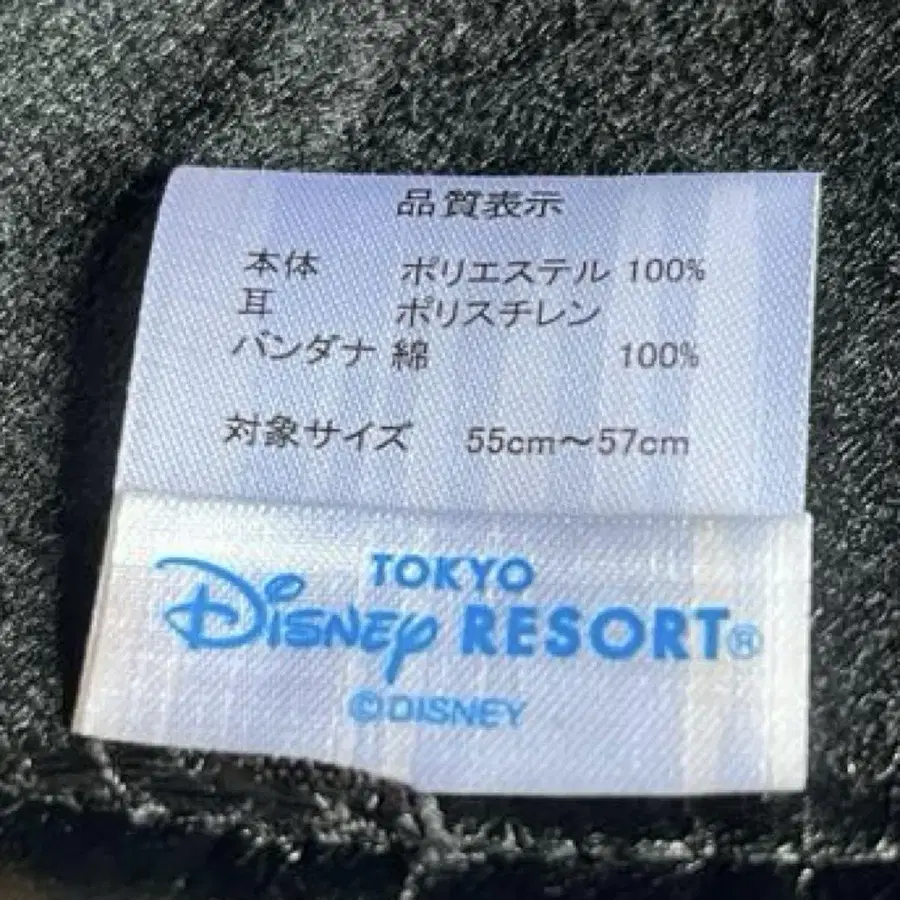 品質表示
本体 ポリエステル 100%
耳 ポリスチレン
バンダナ 綿 100%
対象サイズ 55cm～57cm
TOKYO
DISNEY RESORT®
©DISNEY